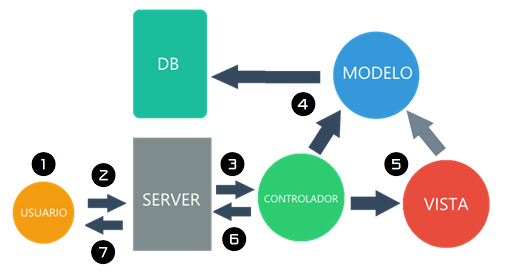 DB
MODELO
4
1
2
3
5
USUARIO
SERVER
CONTROLADOR
VISTA
7
6